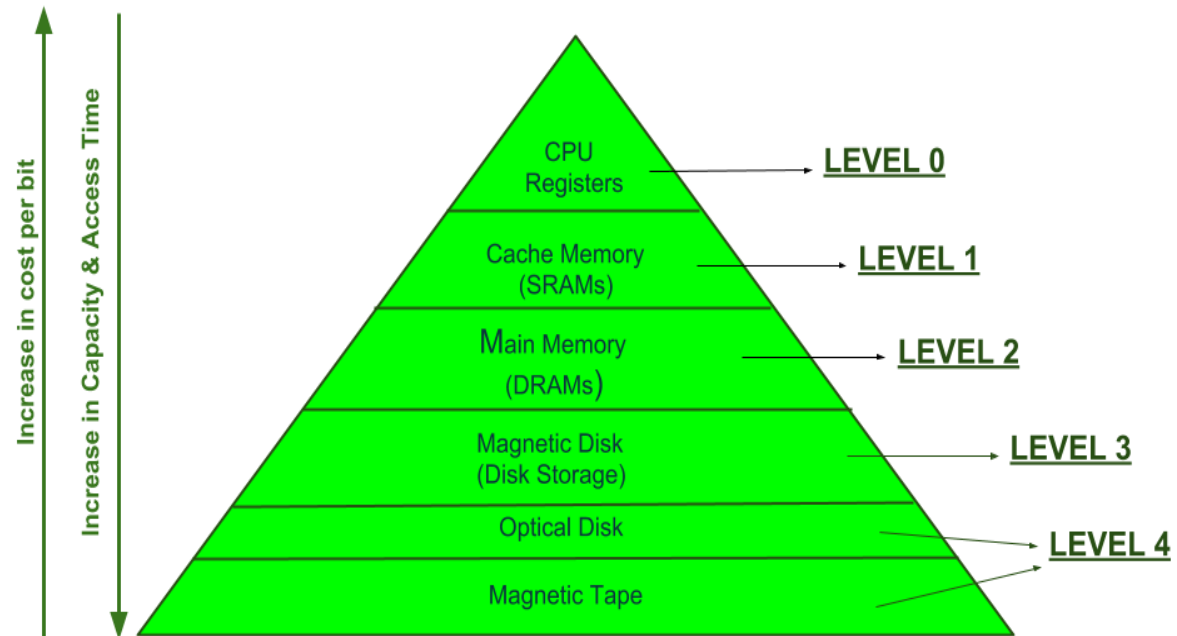 Increase in cost per bit
Increase in Capacity & Access Time
CPU
Registers
LEVEL 0
Cache Memory
(SRAMs)
LEVEL 1
Main Memory
(DRAMs)
LEVEL 2
Magnetic Disk
(Disk Storage)
LEVEL 3
Optical Disk
LEVEL 4
Magnetic Tape